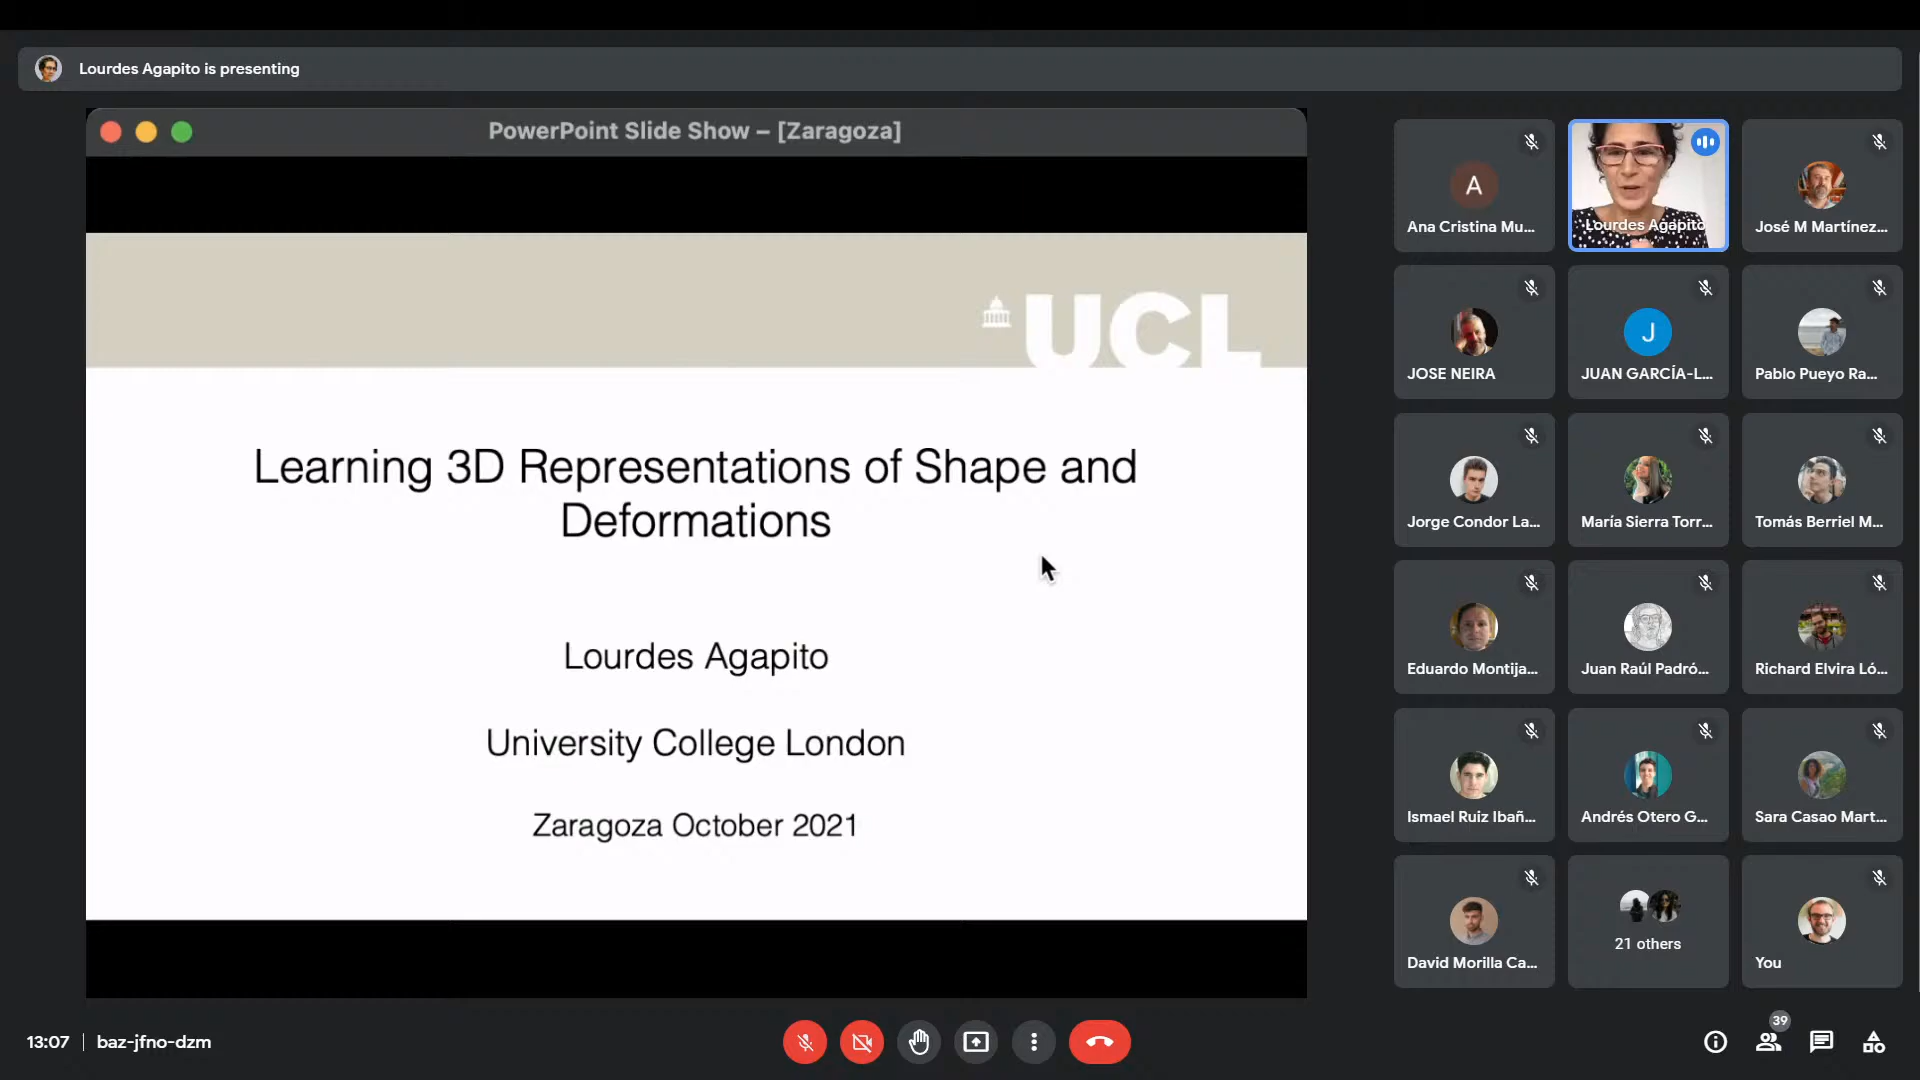 Lourdes Agapito is presenting
PowerPoint Slide Show – [Zaragoza]
UCL
Learning 3D Representations of Shape and
Deformations
Lourdes Agapito
University College London
Zaragoza October 2021
A
Ana Cristina Mu...
Lourdes Agapito
José M Martínez...
JOSE NEIRA
J
JUAN GARCÍA-L...
Pablo Pueyo Ra...
Jorge Condor La...
María Sierra Torr...
Tomás Berriel M...
Eduardo Montija...
Juan Raúl Padró...
Richard Elvira Ló...
Ismael Ruiz Ibañ...
Andrés Otero G...
Sara Casao Mart...
David Morilla Ca...
21 others
You
13:07 | baz-jfno-dzm
39